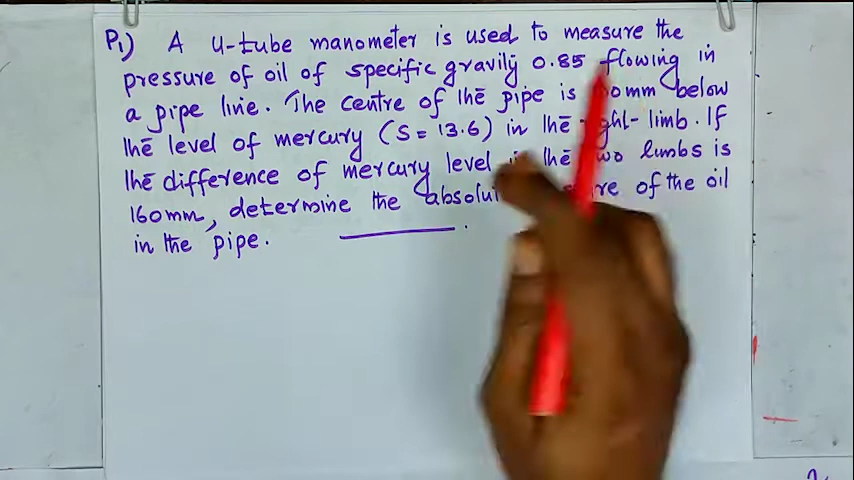 P1) A U-tube manometer is used to measure the
pressure of oil of specific gravity 0.85 flowing in
a pipe line. The centre of the pipe is mm below
the level of mercury (S = 13.6) in the limb. If
the difference of mercury level the two limbs is
160mm, determine the of the oil
in the pipe.